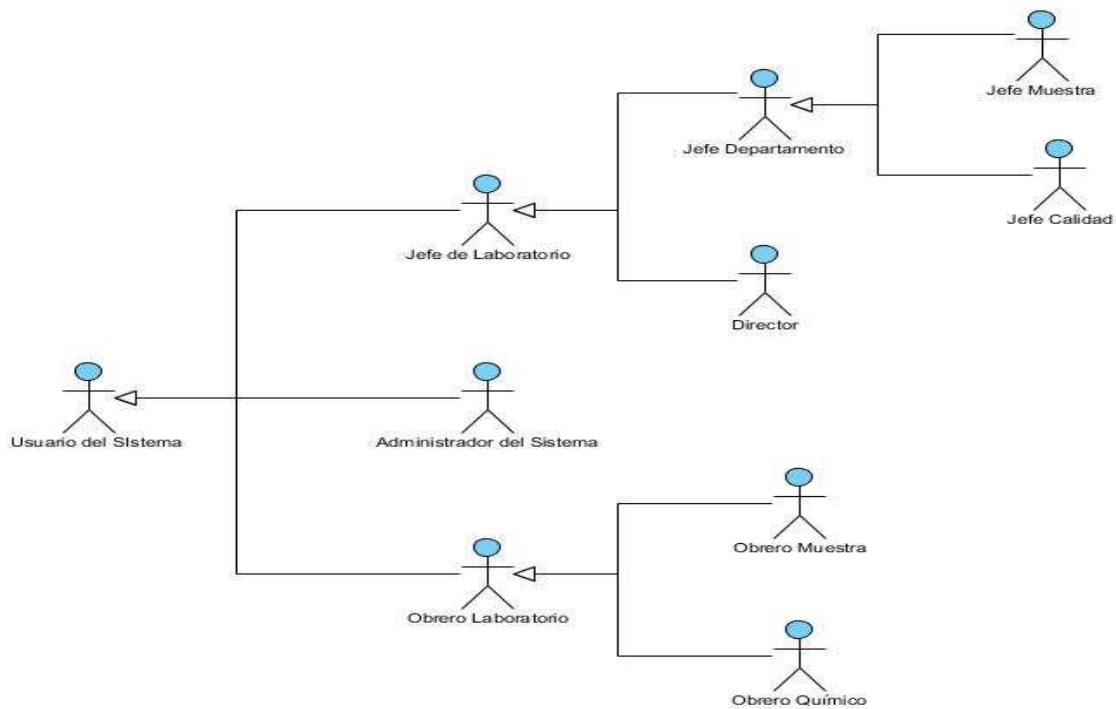 Jefe Muestra
Jefe Departamento
Jefe Calidad
Jefe de Laboratorio
Director
Usuario del SIstema
Administrador del Sistema
Obrero Muestra
Obrero Laboratorio
Obrero Químico